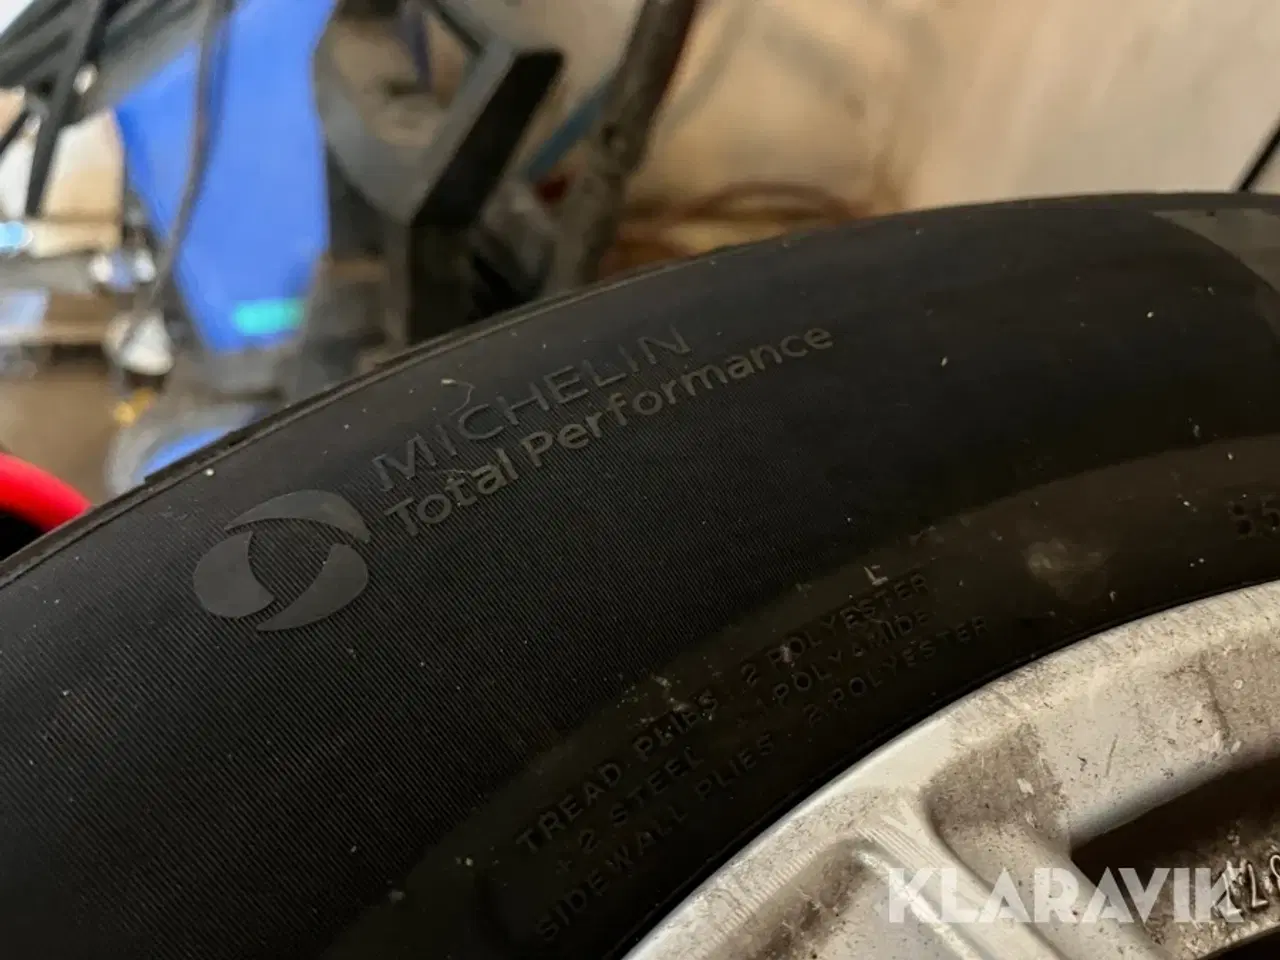 MICHELIN
Total Performance
TREAD PLIES : 2 POLYESTER
+ 2 STEEL + 1 POLYAMIDE
SIDEWALL PLIES : 2 POLYESTER
KLARAVIK